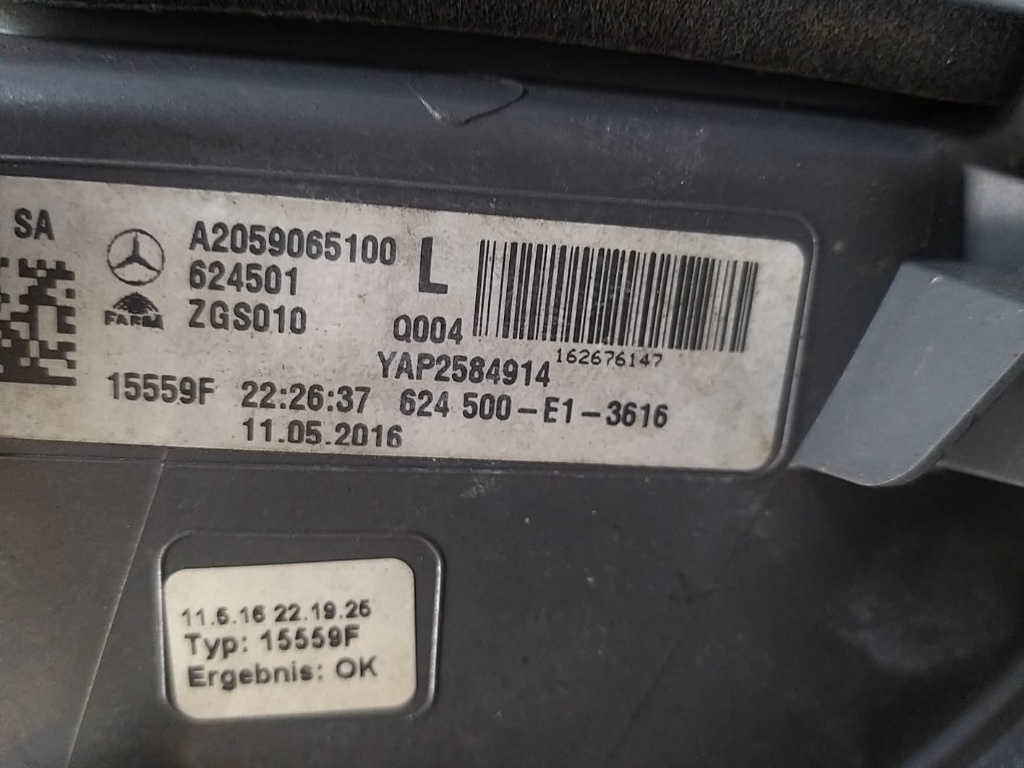 SA
A2059065100 L
624501
FARBA ZGS010 Q004
162676147
YAP2584914
15559F 22:26:37 624 500-E1-3616
11.05.2016
11.5.16 22.19.25
Typ: 15559F
Ergebnis: OK